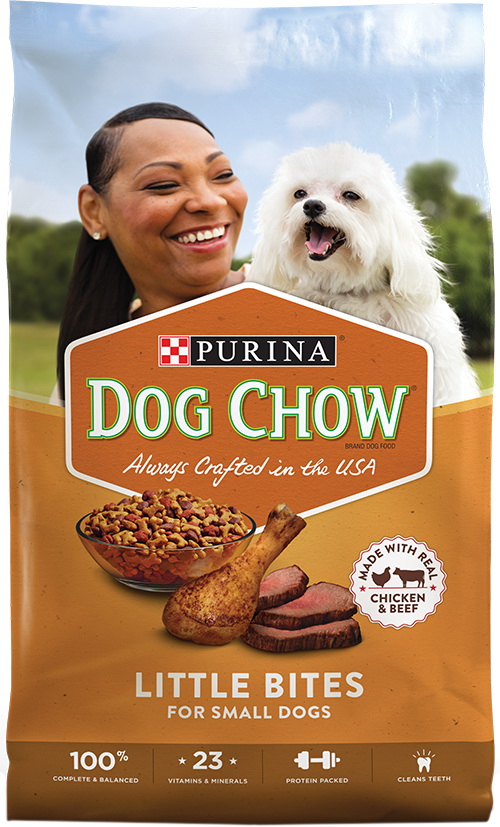 PURINA®
DOG CHOW®
BRAND DOG FOOD
Always Crafted in the USA
MADE WITH REAL
CHICKEN
& BEEF
LITTLE BITES
FOR SMALL DOGS
100%
COMPLETE & BALANCED
★ 23 ★
VITAMINS & MINERALS
PROTEIN PACKED
CLEANS TEETH